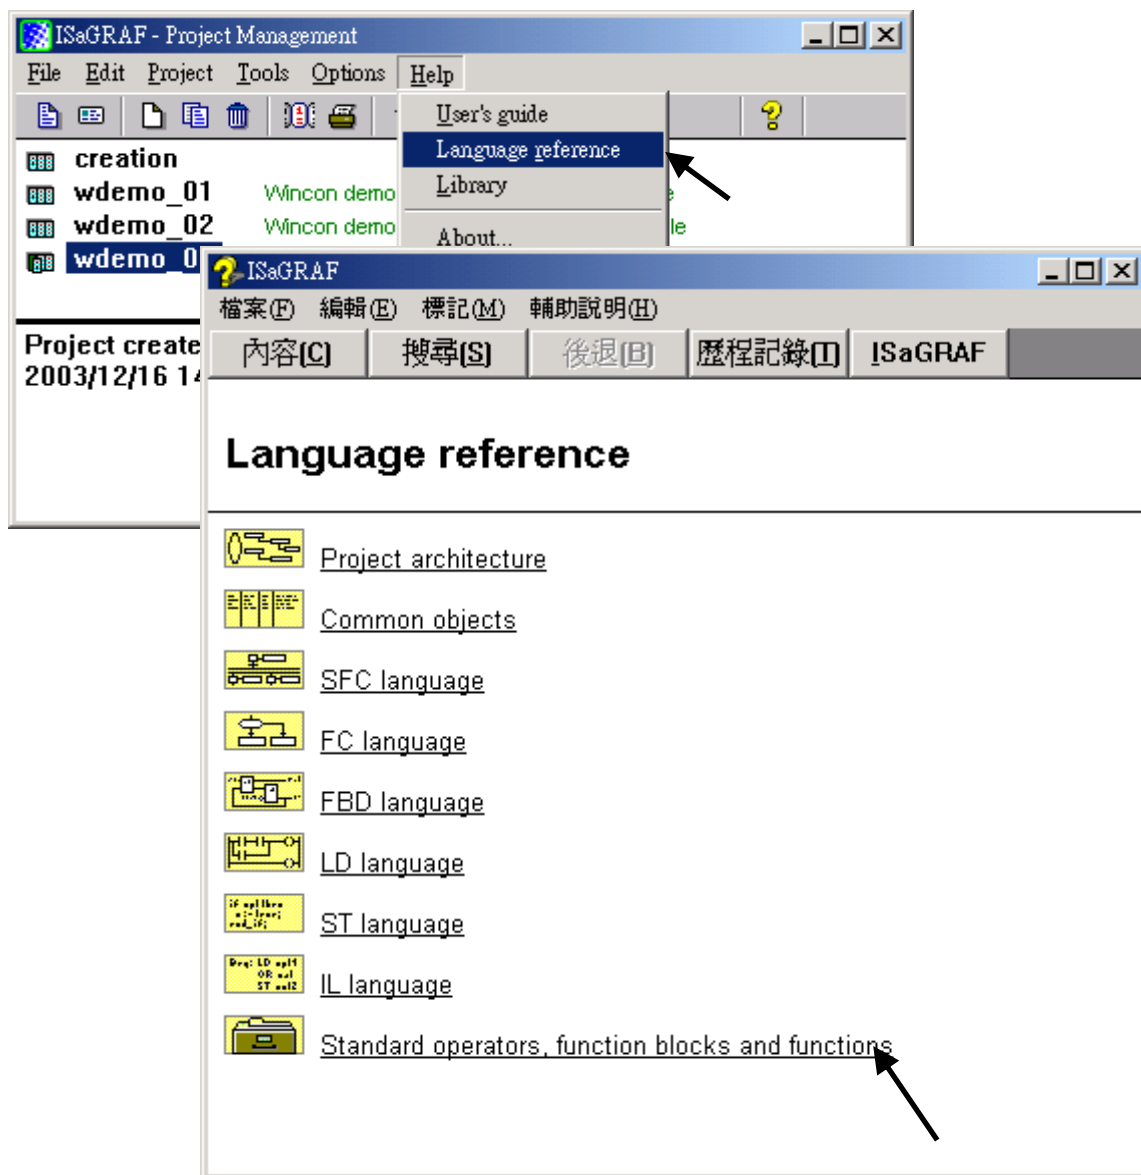 ISaGRAF - Project Management
File Edit Project Tools Options Help
User's guide
Language reference
Library
About...
creation
wdemo_01 Wincon demo
wdemo_02 Wincon demo le
wdemo_0
Project create
2003/12/16 14
ISaGRAF
檔案(F) 編輯(E) 標記(M) 輔助說明(H)
內容(C) 搜尋(S) 後退(B) 歷程記錄(T) ISaGRAF
Language reference
Project architecture
Common objects
SFC language
FC language
FBD language
LD language
ST language
IL language
Standard operators, function blocks and functions